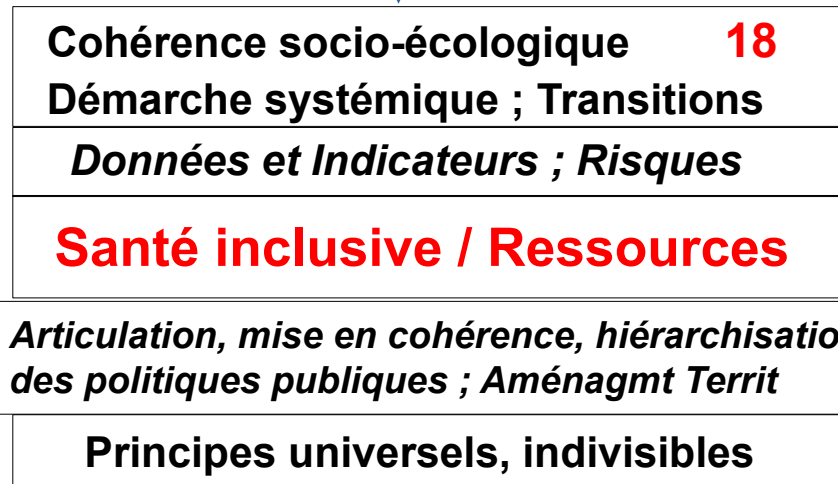 Cohérence socio-écologique 18
Démarche systémique ; Transitions
Données et Indicateurs ; Risques
Santé inclusive / Ressources
Articulation, mise en cohérence, hiérarchisatio
des politiques publiques ; Aménagmt Territ
Principes universels, indivisibles